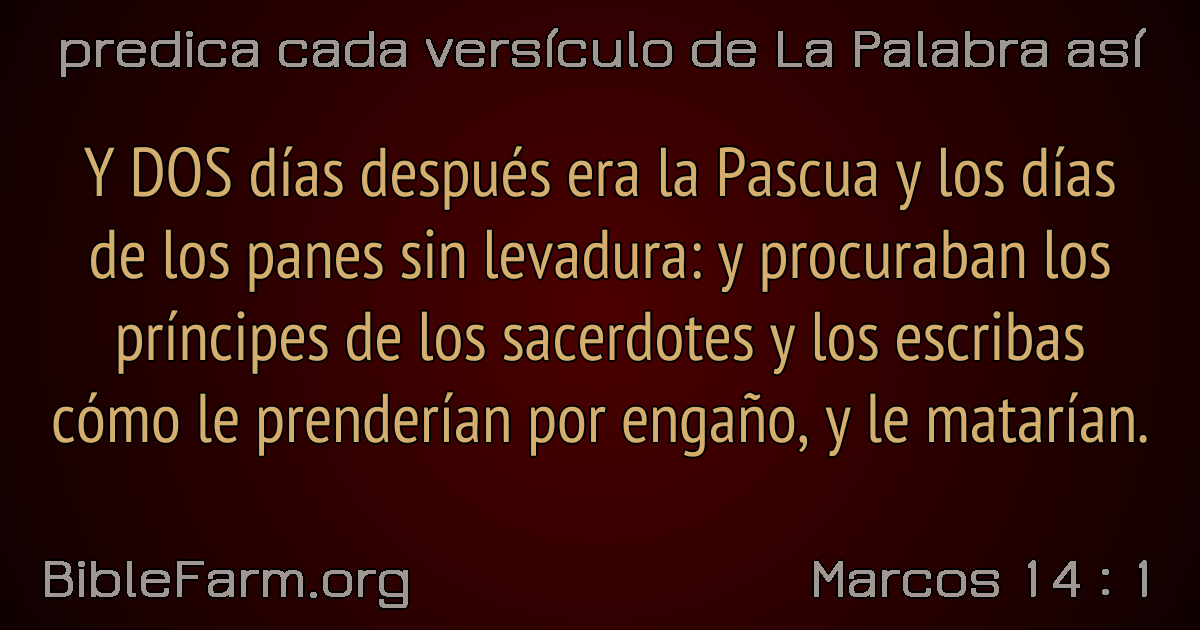 predica cada versículo de La Palabra así
Y DOS días después era la Pascua y los días
de los panes sin levadura: y procuraban los
príncipes de los sacerdotes y los escribas
cómo le prenderían por engaño, y le matarían.
BibleFarm.org
Marcos 14 : 1